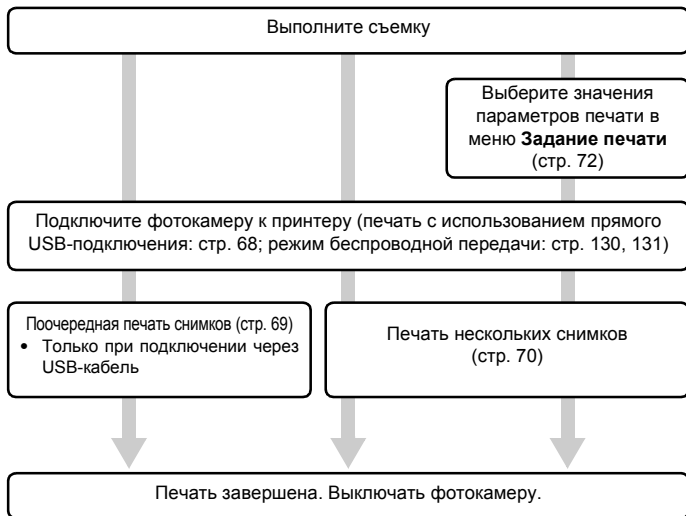 Выполните съемку
Выберите значения
параметров печати в
меню Задание печати
(стр. 72)
Подключите фотокамеру к принтеру (печать с использованием прямого
USB-подключения: стр. 68; режим беспроводной передачи: стр. 130, 131)
Поочередная печать снимков (стр. 69)
• Только при подключении через
USB-кабель
Печать нескольких снимков
(стр. 70)
Печать завершена. Выключать фотокамеру.